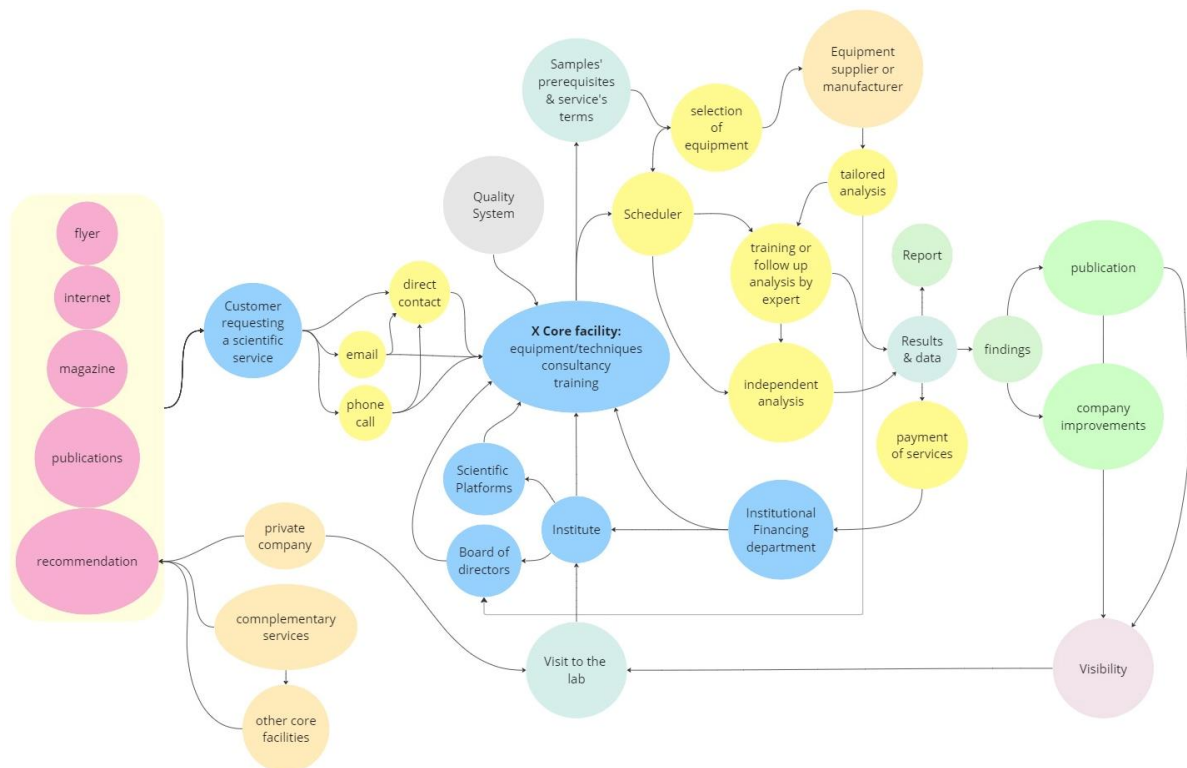 Samples'
prerequisites
& service's
terms
Equipment
supplier or
manufacturer
selection
of
equipment
Quality
System
Scheduler
tailored
analysis
flyer
internet
magazine
publications
recommendation
Customer
requesting
a scientific
service
direct
contact
email
phone
call
X Core facility:
equipment/techniques
consultancy
training
training or
follow up
analysis by
expert
independent
analysis
Report
Results
& data
findings
publication
company
improvements
payment
of services
Scientific
Platforms
Institute
Board of
directors
Institutional
Financing
department
private
company
comnplementary
services
other core
facilities
Visit to the
lab
Visibility